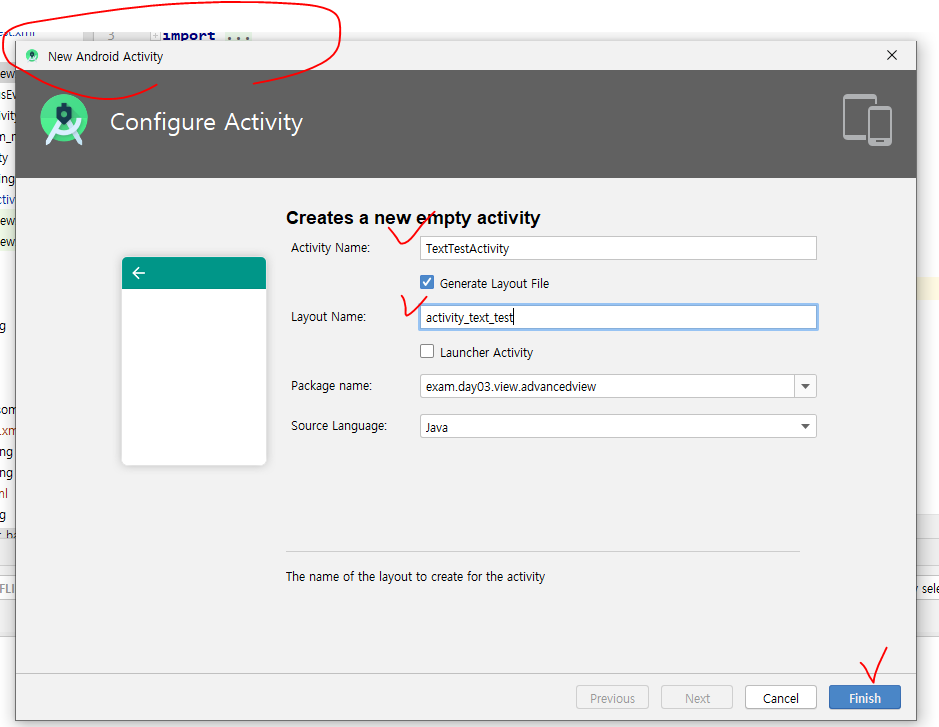 3 import ...
New Android Activity
Configure Activity
Creates a new empty activity
Activity Name: TextTestActivity
Generate Layout File
Layout Name: activity_text_test
Launcher Activity
Package name: exam.day03.view.advancedview
Source Language: Java
The name of the layout to create for the activity
Previous Next Cancel Finish